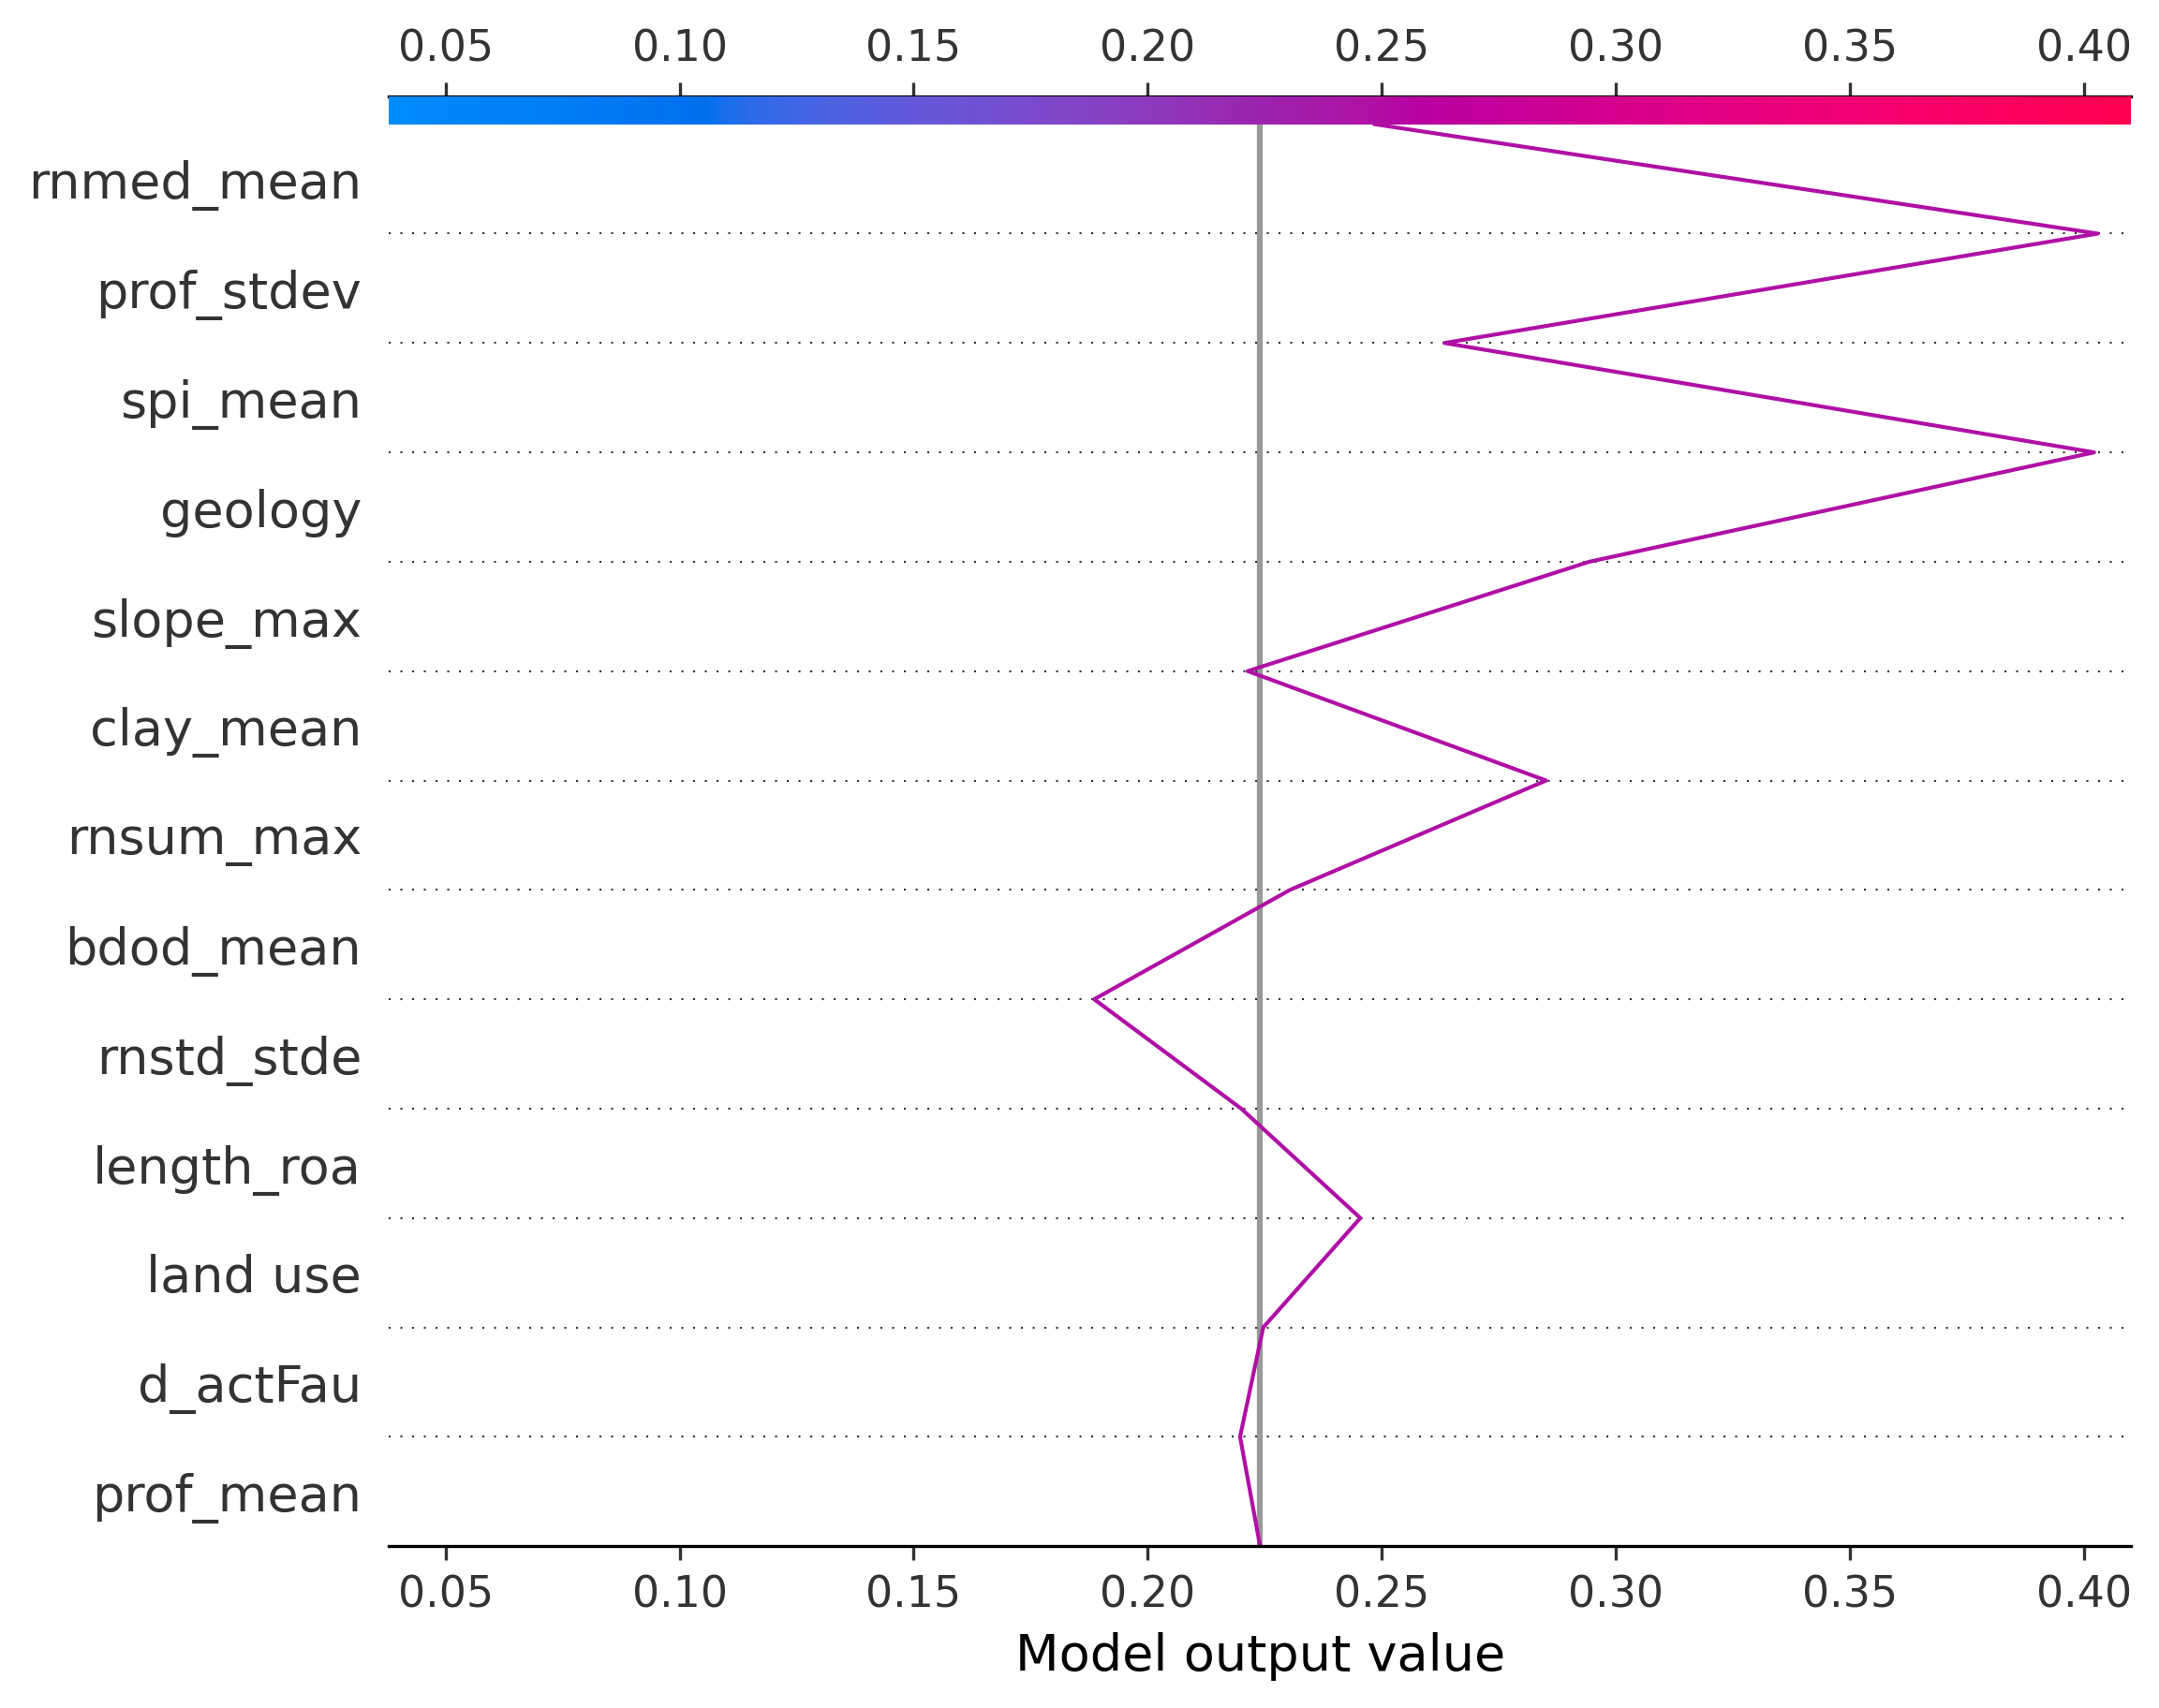 0.05 0.10 0.15 0.20 0.25 0.30 0.35 0.40
rnmed_mean
prof_stdev
spi_mean
geology
slope_max
clay_mean
rnsum_max
bdod_mean
rnstd_stde
length_roa
land use
d_actFau
prof_mean
0.05 0.10 0.15 0.20 0.25 0.30 0.35 0.40
Model output value